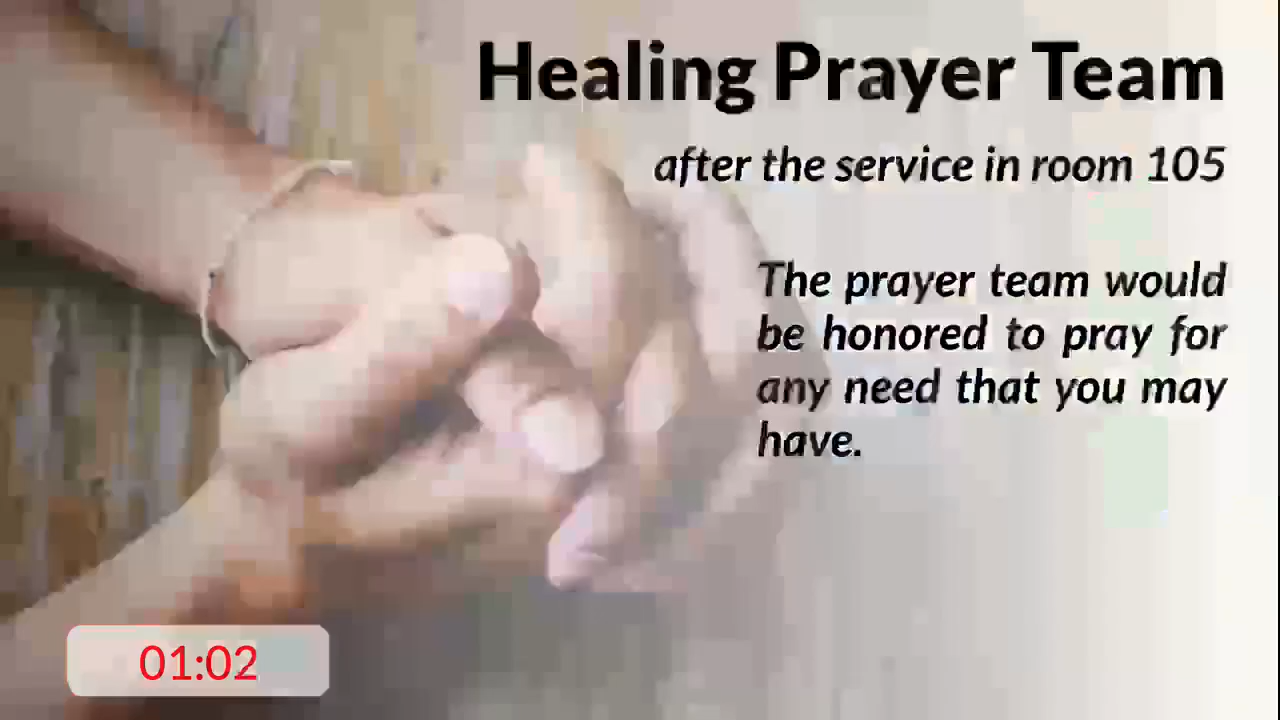 Healing Prayer Team
after the service in room 105
The prayer team would
be honored to pray for
any need that you may
have.
01:02